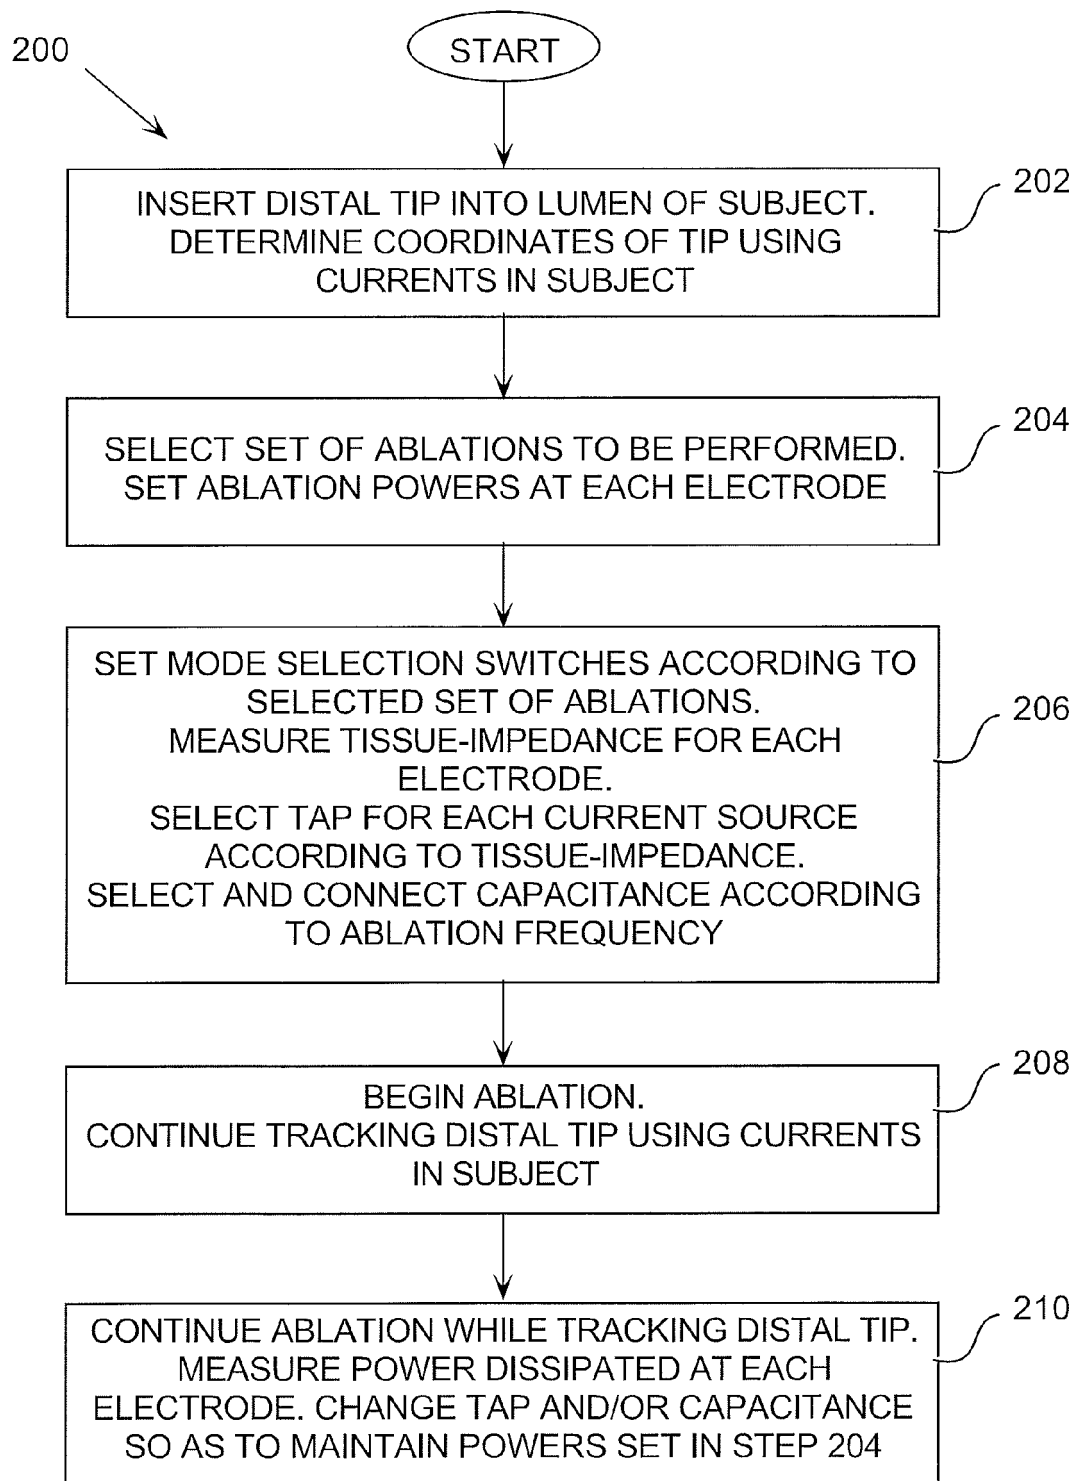 200
START
202
INSERT DISTAL TIP INTO LUMEN OF SUBJECT.
DETERMINE COORDINATES OF TIP USING
CURRENTS IN SUBJECT
204
SELECT SET OF ABLATIONS TO BE PERFORMED.
SET ABLATION POWERS AT EACH ELECTRODE
206
SET MODE SELECTION SWITCHES ACCORDING TO
SELECTED SET OF ABLATIONS.
MEASURE TISSUE-IMPEDANCE FOR EACH
ELECTRODE.
SELECT TAP FOR EACH CURRENT SOURCE
ACCORDING TO TISSUE-IMPEDANCE.
SELECT AND CONNECT CAPACITANCE ACCORDING
TO ABLATION FREQUENCY
208
BEGIN ABLATION.
CONTINUE TRACKING DISTAL TIP USING CURRENTS
IN SUBJECT
210
CONTINUE ABLATION WHILE TRACKING DISTAL TIP.
MEASURE POWER DISSIPATED AT EACH
ELECTRODE. CHANGE TAP AND/OR CAPACITANCE
SO AS TO MAINTAIN POWERS SET IN STEP 204